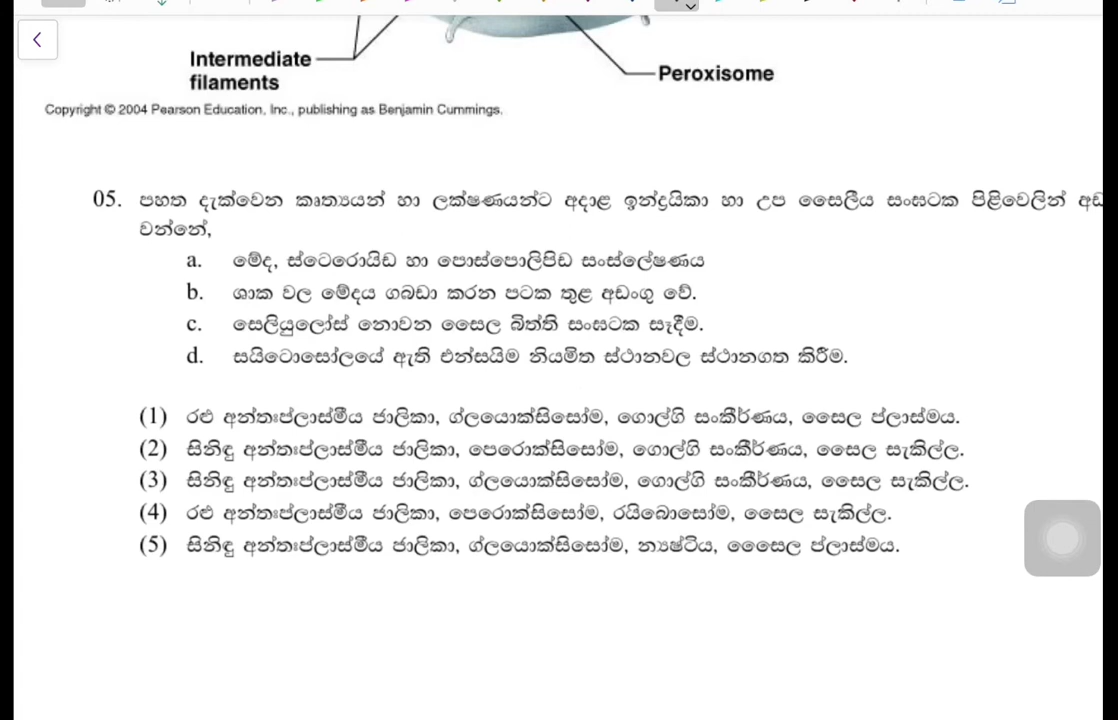 Intermediate
filaments
Peroxisome
Copyright © 2004 Pearson Education, Inc., publishing as Benjamin Cummings.
05. පහත දැක්වෙන කෘත්‍යයන් හා ලක්ෂණයන්ට අදාළ ඉන්ද්‍රයිකා හා උප සෛලීය සංඝටක පිළිවෙලින් අඩ
වන්නේ,
a. මේද, ස්ටෙරොයිඩ හා පොස්පොලිපිඩ සංස්ලේෂණය
b. ශාක වල මේදය ගබඩා කරන පටක තුළ අඩංගු වේ.
c. සෙලියුලෝස් නොවන සෛල බිත්ති සංඝටක සෑදීම.
d. සයිටොසෝලයේ ඇති එන්සයිම නියමිත ස්ථානවල ස්ථානගත කිරීම.
(1) රළු අන්තඃප්ලාස්මීය ජාලිකා, ග්ලයොක්සිසෝම, ගොල්ගි සංකීර්ණය, සෛල ප්ලාස්මය.
(2) සිනිඳු අන්තඃප්ලාස්මීය ජාලිකා, පෙරොක්සිසෝම, ගොල්ගි සංකීර්ණය, සෛල සැකිල්ල.
(3) සිනිඳු අන්තඃප්ලාස්මීය ජාලිකා, ග්ලයොක්සිසෝම, ගොල්ගි සංකීර්ණය, සෛල සැකිල්ල.
(4) රළු අන්තඃප්ලාස්මීය ජාලිකා, පෙරොක්සිසෝම, රයිබොසෝම, සෛල සැකිල්ල.
(5) සිනිඳු අන්තඃප්ලාස්මීය ජාලිකා, ග්ලයොක්සිසෝම, න්‍යෂ්ටිය, සෛල ප්ලාස්මය.